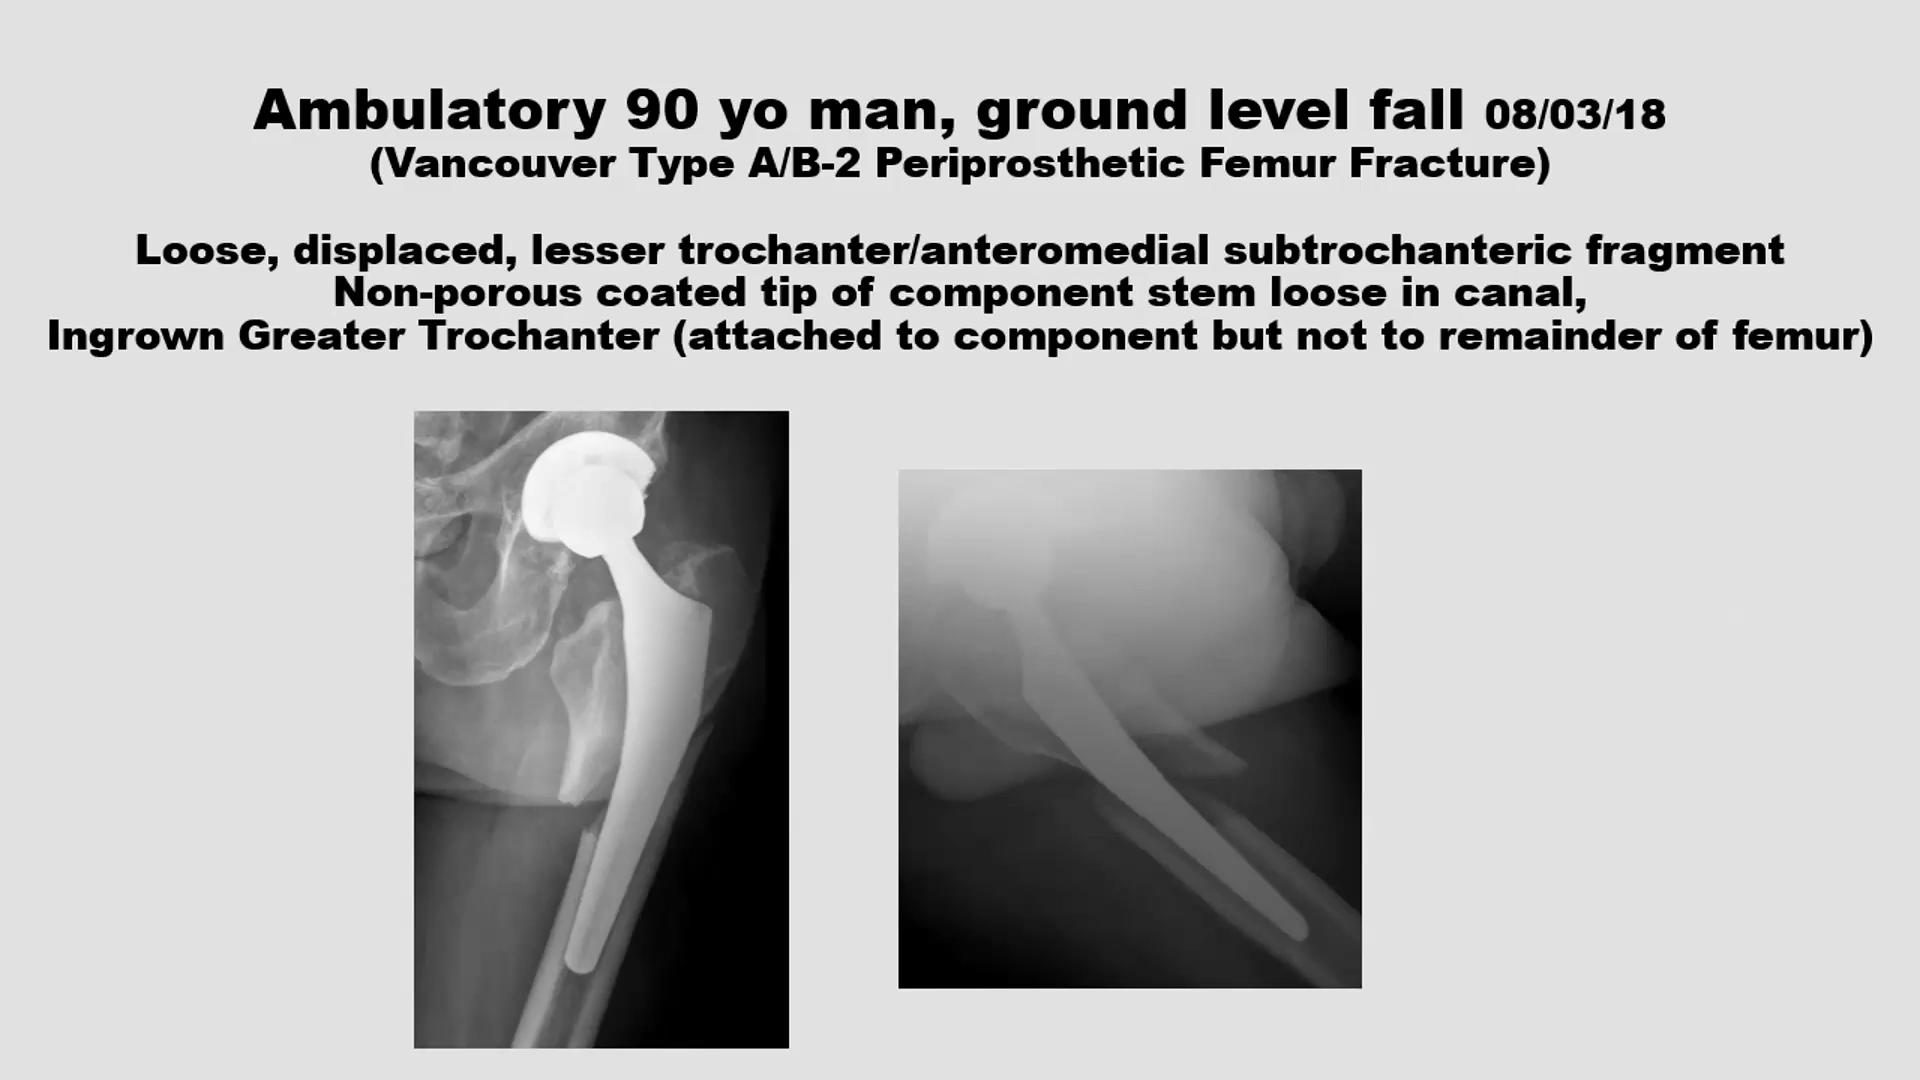 Ambulatory 90 yo man, ground level fall 08/03/18
(Vancouver Type A/B-2 Periprosthetic Femur Fracture)
Loose, displaced, lesser trochanter/anteromedial subtrochanteric fragment
Non-porous coated tip of component stem loose in canal,
Ingrown Greater Trochanter (attached to component but not to remainder of femur)